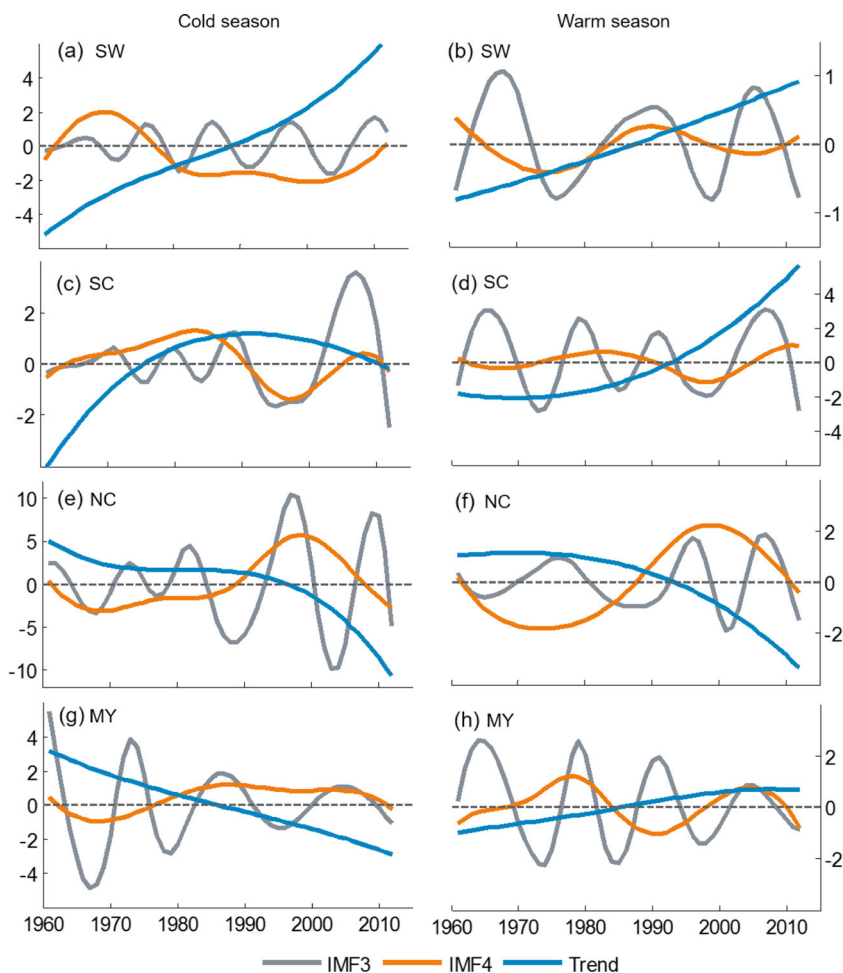 Cold season
Warm season
(a) SW
4
2
0
-2
-4
(b) SW
1
0
-1
(c) SC
2
0
-2
(d) SC
4
2
0
-2
-4
(e) NC
10
5
0
-5
-10
(f) NC
2
0
-2
(g) MY
4
2
0
-2
-4
1960 1970 1980 1990 2000 2010
(h) MY
2
0
-2
1960 1970 1980 1990 2000 2010
IMF3 IMF4 Trend